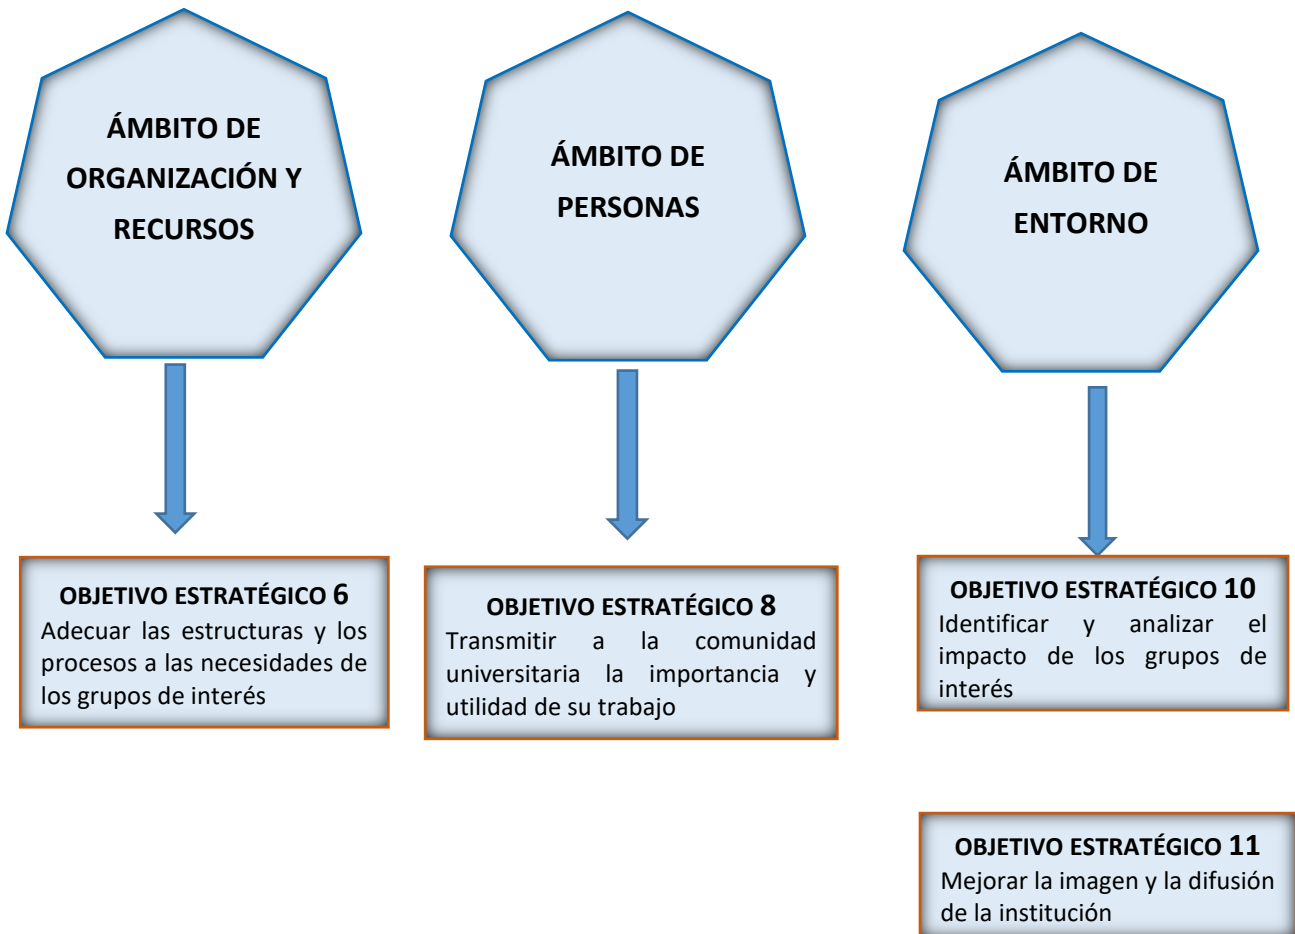 ÁMBITO DE
ORGANIZACIÓN Y
RECURSOS
ÁMBITO DE
PERSONAS
ÁMBITO DE
ENTORNO
OBJETIVO ESTRATÉGICO 6
Adecuar las estructuras y los
procesos a las necesidades de
los grupos de interés
OBJETIVO ESTRATÉGICO 8
Transmitir a la comunidad
universitaria la importancia y
utilidad de su trabajo
OBJETIVO ESTRATÉGICO 10
Identificar y analizar el
impacto de los grupos de
interés
OBJETIVO ESTRATÉGICO 11
Mejorar la imagen y la difusión
de la institución